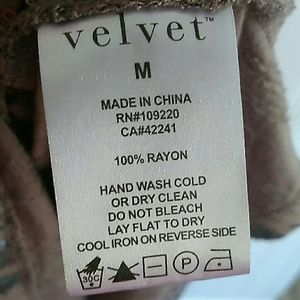 velvet™
M
MADE IN CHINA
RN#109220
CA#42241
100% RAYON
HAND WASH COLD
OR DRY CLEAN
DO NOT BLEACH
LAY FLAT TO DRY
COOL IRON ON REVERSE SIDE
30C P